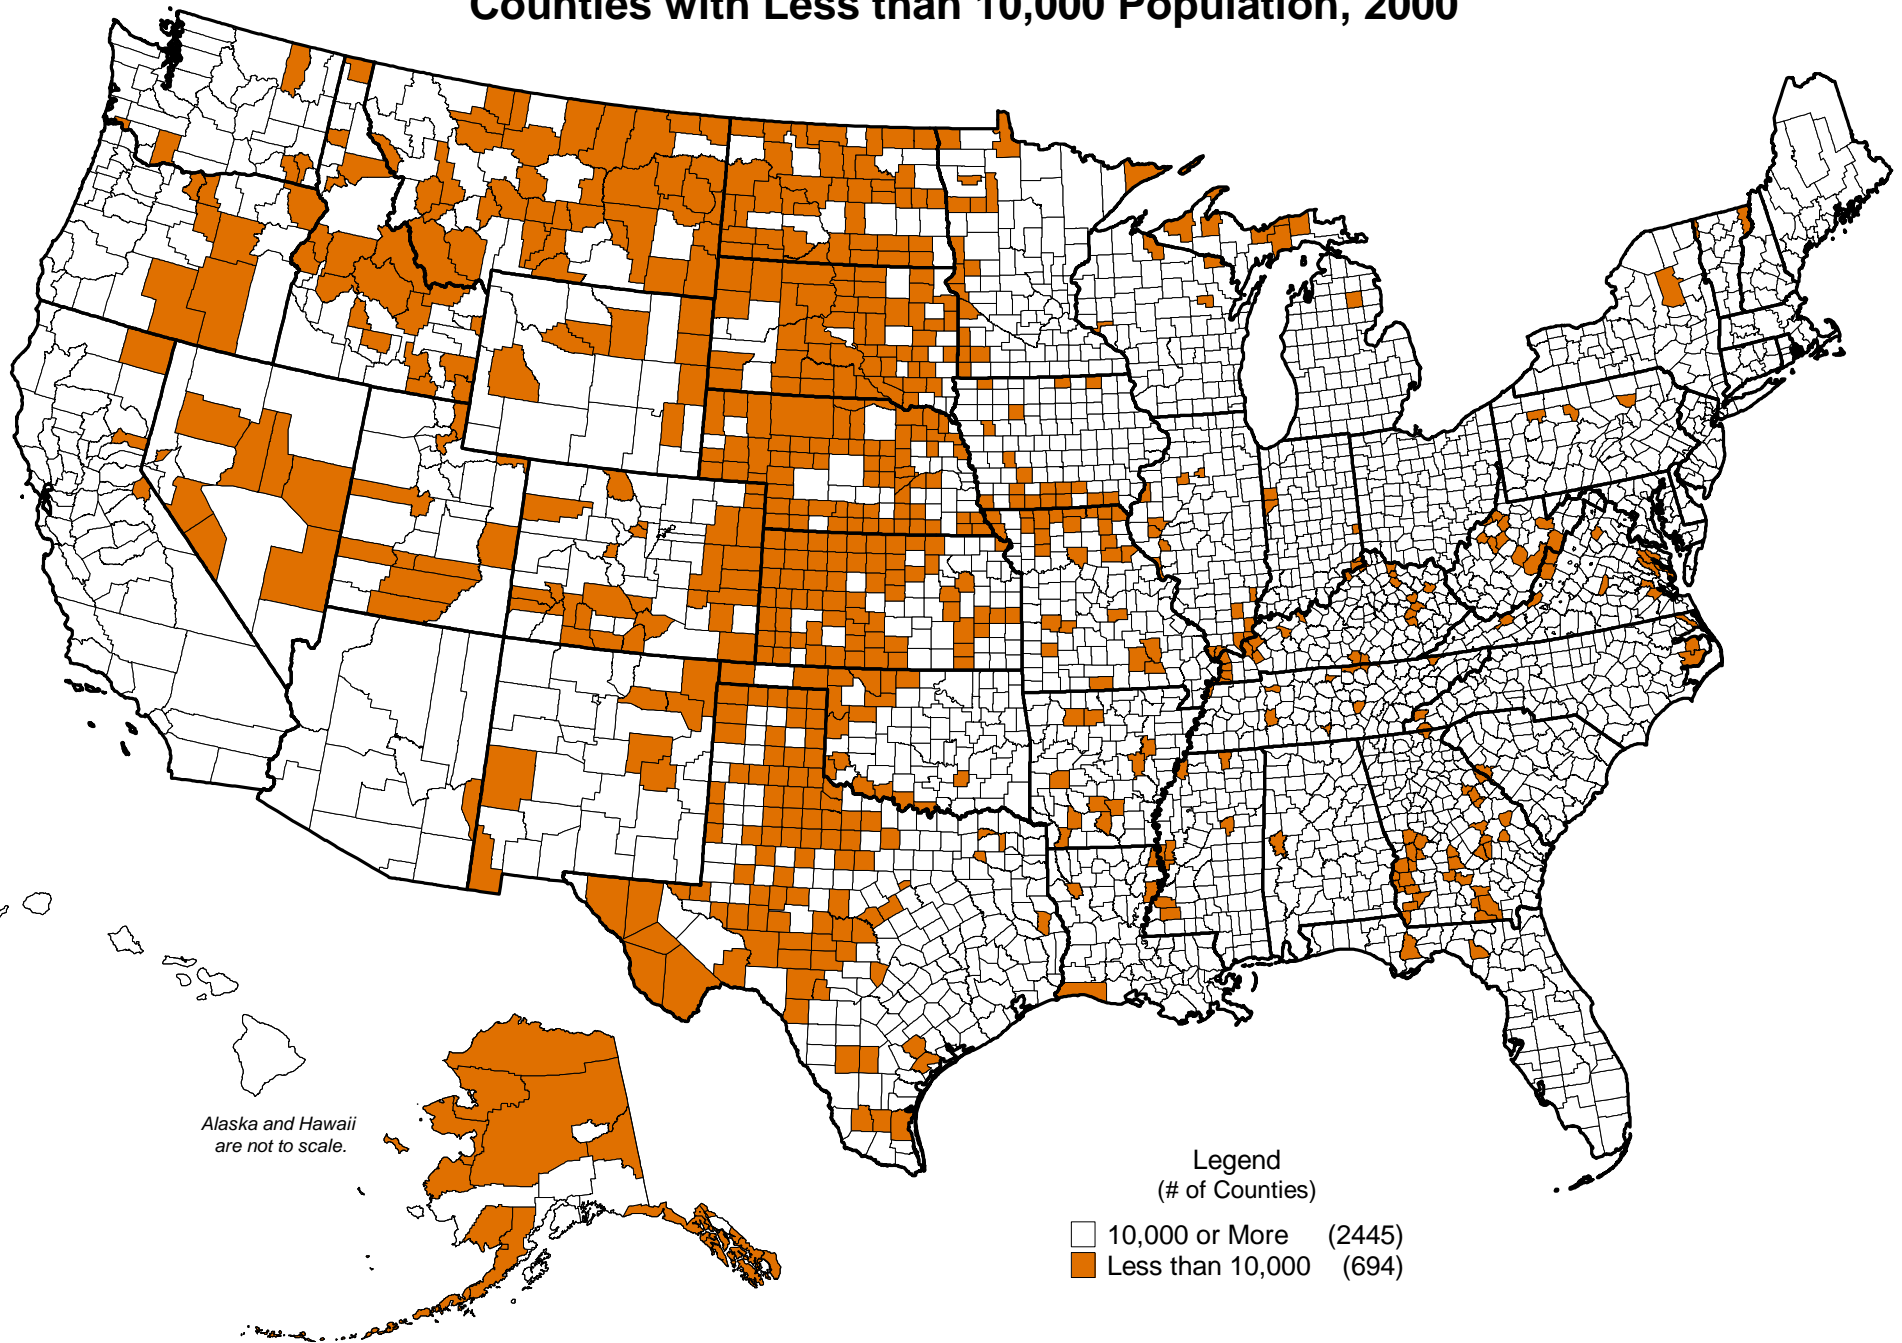 Counties with Less than 10,000 Population, 2000
Alaska and Hawaii
are not to scale.
Legend
(# of Counties)
10,000 or More (2445)
Less than 10,000 (694)